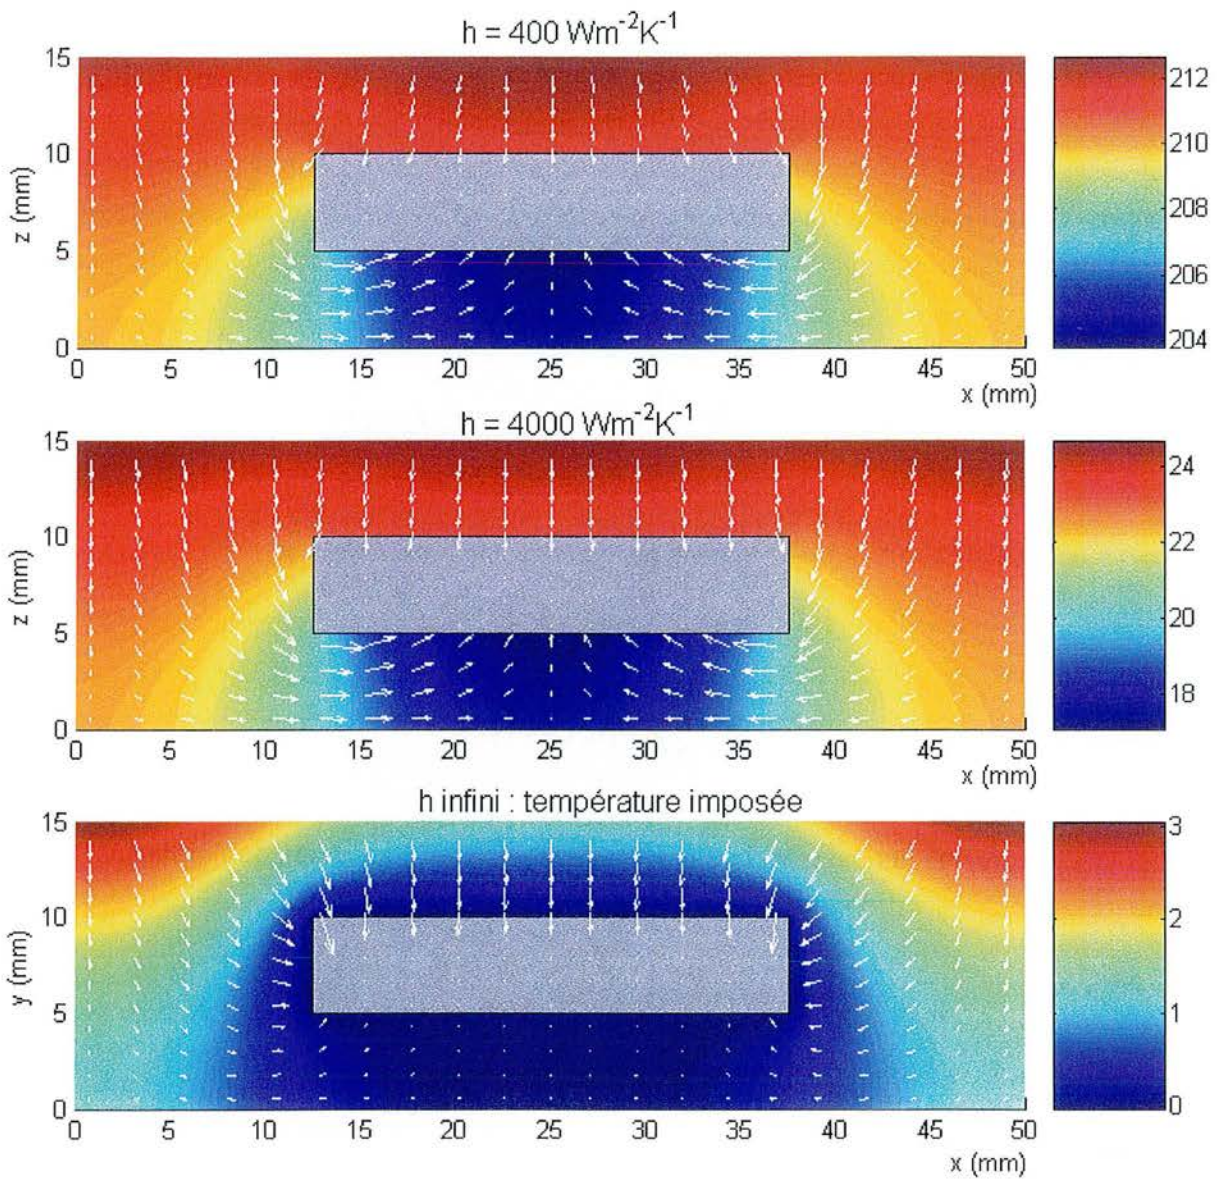 h = 400 Wm⁻²K⁻¹
15
10
5
0
z (mm)
0 5 10 15 20 25 30 35 40 45 50
x (mm)
212
210
208
206
204
h = 4000 Wm⁻²K⁻¹
15
10
5
0
z (mm)
0 5 10 15 20 25 30 35 40 45 50
x (mm)
24
22
20
18
h infini : température imposée
15
10
5
0
y (mm)
0 5 10 15 20 25 30 35 40 45 50
x (mm)
3
2
1
0